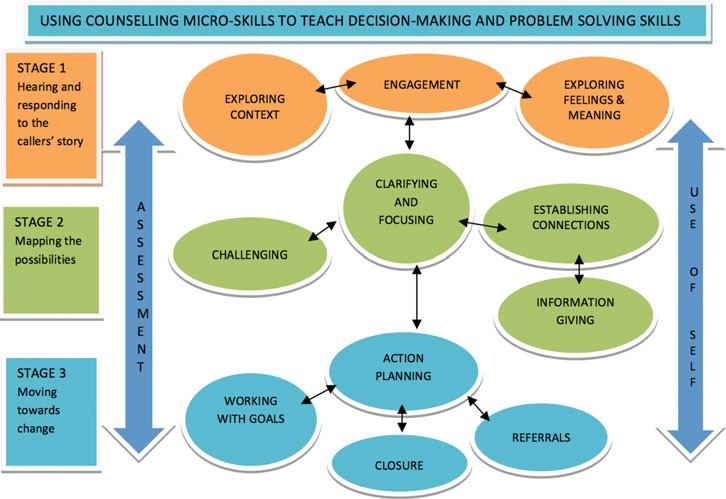 USING COUNSELLING MICRO-SKILLS TO TEACH DECISION-MAKING AND PROBLEM SOLVING SKILLS
STAGE 1
Hearing and
responding
to the
callers' story
EXPLORING
CONTEXT
ENGAGEMENT
EXPLORING
FEELINGS &
MEANING
ASSESSMENT
USE OF SELF
STAGE 2
Mapping the
possibilities
CLARIFYING
AND
FOCUSING
CHALLENGING
ESTABLISHING
CONNECTIONS
INFORMATION
GIVING
STAGE 3
Moving
towards
change
ACTION
PLANNING
WORKING
WITH GOALS
CLOSURE
REFERRALS